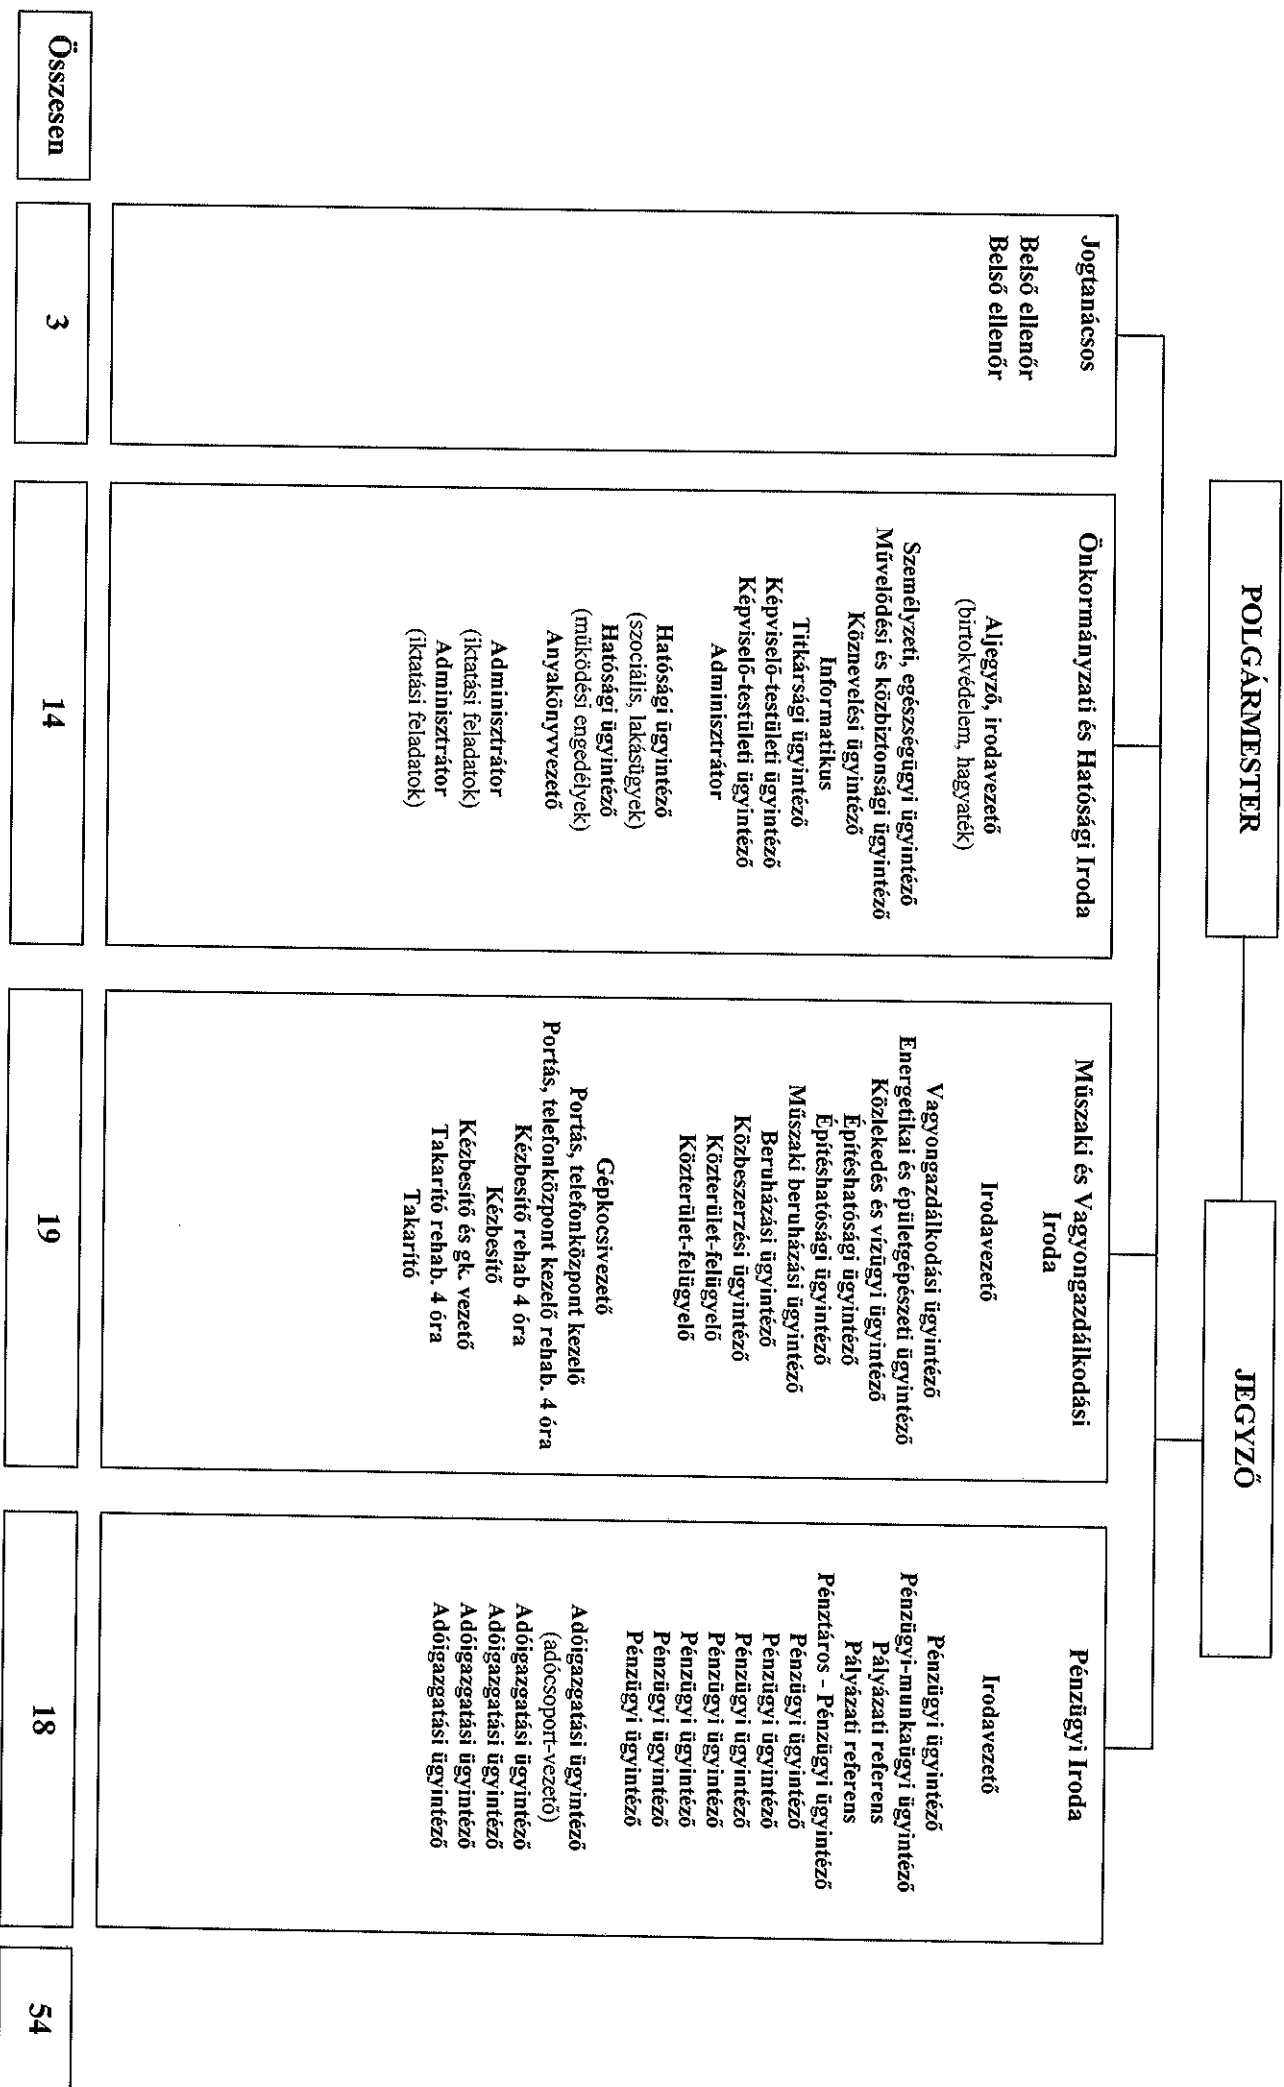 POLGÁRMESTER
JEGYZŐ
Jogtanácsos
Belső ellenőr
Belső ellenőr
Önkormányzati és Hatósági Iroda
Aljegyző, irodavezető
(birtokvédelem, hagyaték)
Személyzeti, egészségügyi ügyintéző
Művelődési és közbiztonsági ügyintéző
Köznevelési ügyintéző
Informatikus
Titkársági ügyintéző
Képviselő-testületi ügyintéző
Képviselő-testületi ügyintéző
Adminisztrátor
Hatósági ügyintéző
(szociális, lakásügyek)
Hatósági ügyintéző
(működési engedélyek)
Anyakönyvvezető
Adminisztrátor
(iktatási feladatok)
Adminisztrátor
(iktatási feladatok)
Műszaki és Vagyongazdálkodási
Iroda
Irodavezető
Vagyongazdálkodási ügyintéző
Energetikai és épületgépészeti ügyintéző
Közlekedés és vízügyi ügyintéző
Építéshatósági ügyintéző
Építéshatósági ügyintéző
Műszaki beruházási ügyintéző
Beruházási ügyintéző
Közbeszerzési ügyintéző
Közterület-felügyelő
Közterület-felügyelő
Gépkocsivezető
Portás, telefonközpont kezelő
Portás, telefonközpont kezelő rehab. 4 óra
Kézbesítő rehab 4 óra
Kézbesítő
Kézbesítő és gk. vezető
Takarító rehab. 4 óra
Takarító
Pénzügyi Iroda
Irodavezető
Pénzügyi ügyintéző
Pénzügyi-munkaügyi ügyintéző
Pályázati referens
Pályázati referens
Pénztáros – Pénzügyi ügyintéző
Pénzügyi ügyintéző
Pénzügyi ügyintéző
Pénzügyi ügyintéző
Pénzügyi ügyintéző
Pénzügyi ügyintéző
Pénzügyi ügyintéző
Pénzügyi ügyintéző
Adóigazgatási ügyintéző
(adócsoport-vezető)
Adóigazgatási ügyintéző
Adóigazgatási ügyintéző
Adóigazgatási ügyintéző
Adóigazgatási ügyintéző
Összesen
3
14
19
18
54